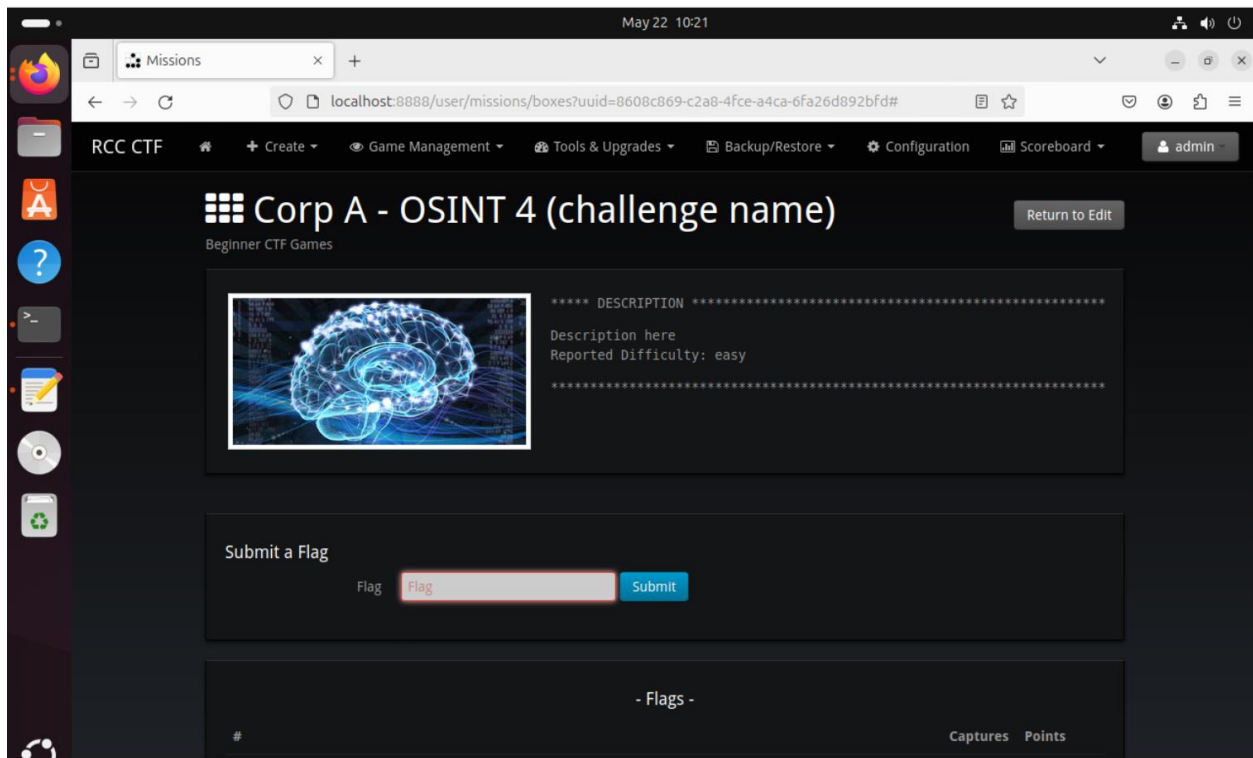 May 22 10:21
Missions
localhost:8888/user/missions/boxes?uuid=8608c869-c2a8-4fce-a4ca-6fa26d892bfd#
RCC CTF + Create Game Management Tools & Upgrades Backup/Restore Configuration Scoreboard admin
Corp A - OSINT 4 (challenge name)
Return to Edit
Beginner CTF Games
***** DESCRIPTION *****************************************************
Description here
Reported Difficulty: easy
***********************************************************************
Submit a Flag
Flag Flag Submit
- Flags -
# Captures Points